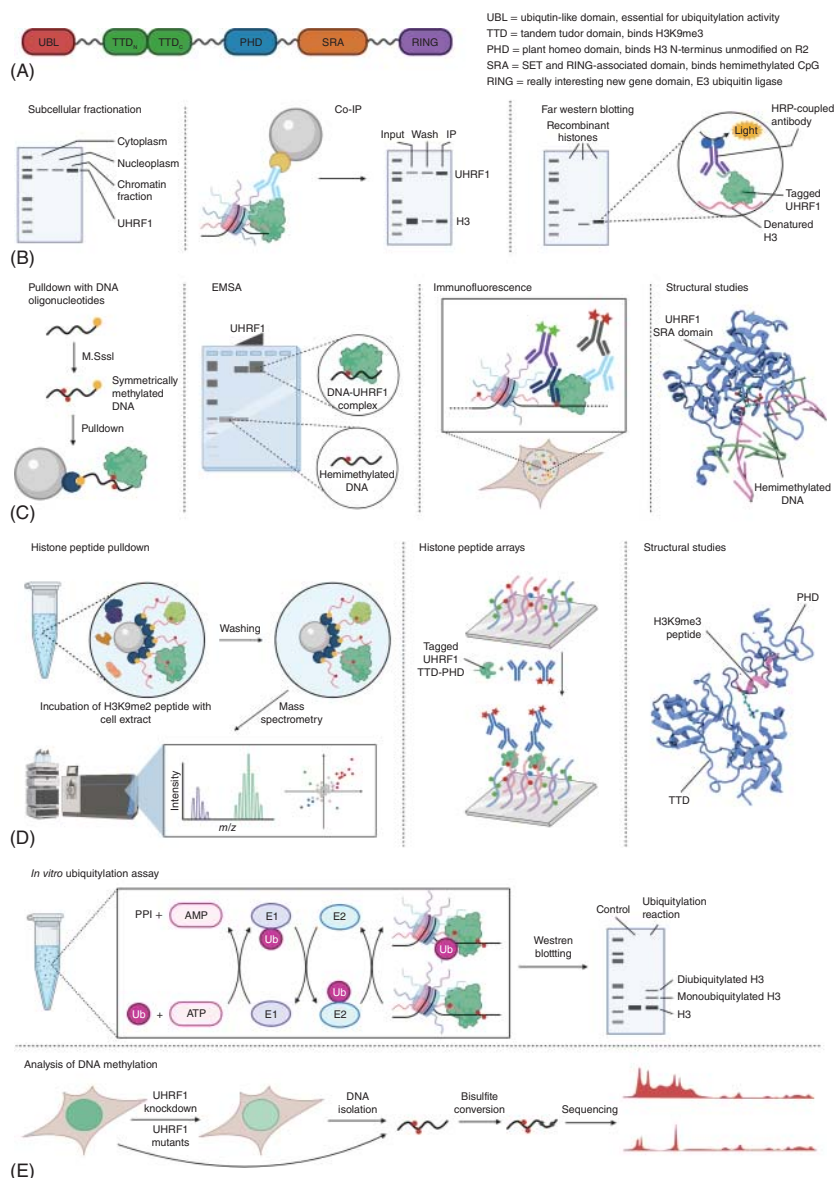 UBL
TTDN
TTDC
PHD
SRA
RING
(A)
UBL = ubiqutin-like domain, essential for ubiquitylation activity
TTD = tandem tudor domain, binds H3K9me3
PHD = plant homeo domain, binds H3 N-terminus unmodified on R2
SRA = SET and RING-associated domain, binds hemimethylated CpG
RING = really interesting new gene domain, E3 ubiquitin ligase
Subcellular fractionation
Cytoplasm
Nucleoplasm
Chromatin
fraction
UHRF1
Co-IP
Input Wash IP
UHRF1
H3
Far western blotting
Recombinant
histones
HRP-coupled
antibody
Light
Tagged
UHRF1
Denatured
H3
(B)
Pulldown with DNA
oligonucleotides
M.SssI
Symmetrically
methylated
DNA
Pulldown
EMSA
UHRF1
DNA-UHRF1
complex
Hemimethylated
DNA
Immunofluorescence
Structural studies
UHRF1
SRA domain
Hemimethylated
DNA
(C)
Histone peptide pulldown
Washing
Incubation of H3K9me2 peptide with
cell extract
Mass
spectrometry
Intensity
m/z
Histone peptide arrays
Tagged
UHRF1
TTD-PHD
Structural studies
PHD
H3K9me3
peptide
TTD
(D)
In vitro ubiquitylation assay
PPI + AMP
E1
Ub
E2
Ub
Ub + ATP
E1
Ub
E2
Westren
blottting
Control
Ubiquitylation
reaction
Diubiquitylated H3
Monoubiquitylated H3
H3
Analysis of DNA methylation
UHRF1
knockdown
UHRF1
mutants
DNA
isolation
Bisulfite
conversion
Sequencing
(E)